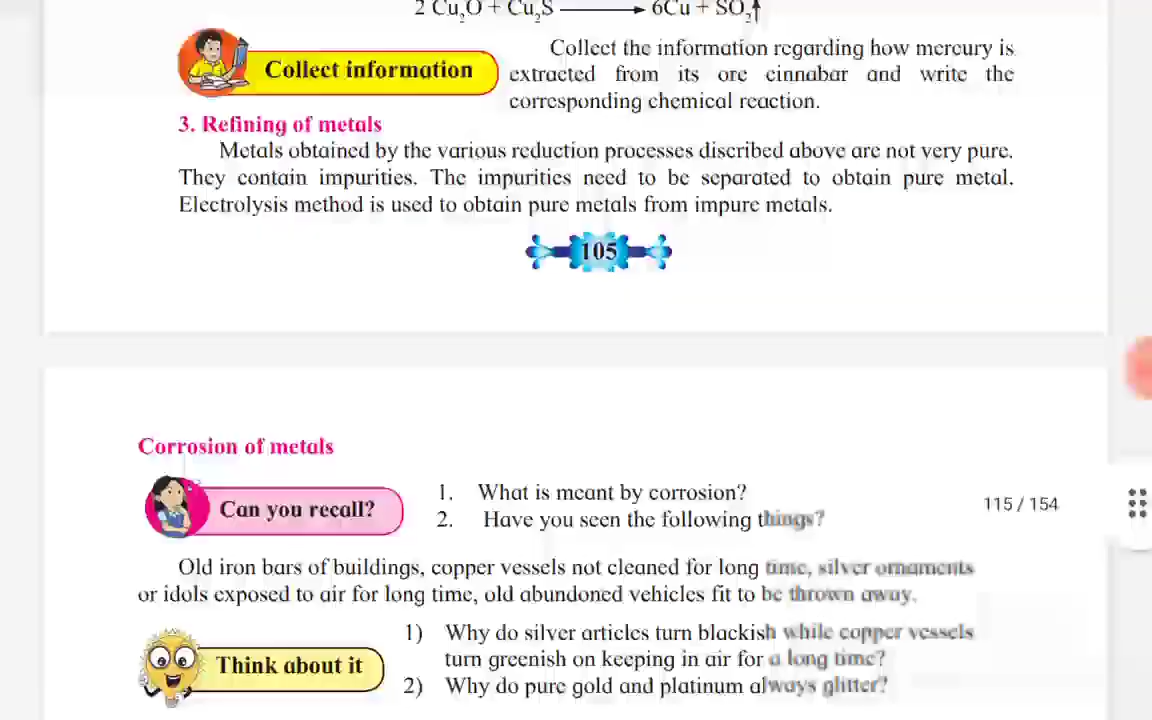 2 Cu₂O + Cu₂S ⟶ 6Cu + SO₂↑
Collect information
Collect the information regarding how mercury is
extracted from its ore cinnabar and write the
corresponding chemical reaction.
3. Refining of metals
Metals obtained by the various reduction processes discribed above are not very pure.
They contain impurities. The impurities need to be separated to obtain pure metal.
Electrolysis method is used to obtain pure metals from impure metals.
105
Corrosion of metals
Can you recall?
1. What is meant by corrosion?
2. Have you seen the following things?
115 / 154
Old iron bars of buildings, copper vessels not cleaned for long time, silver ornaments
or idols exposed to air for long time, old abundoned vehicles fit to be thrown away.
Think about it
1) Why do silver articles turn blackish while copper vessels
turn greenish on keeping in air for a long time?
2) Why do pure gold and platinum always glitter?